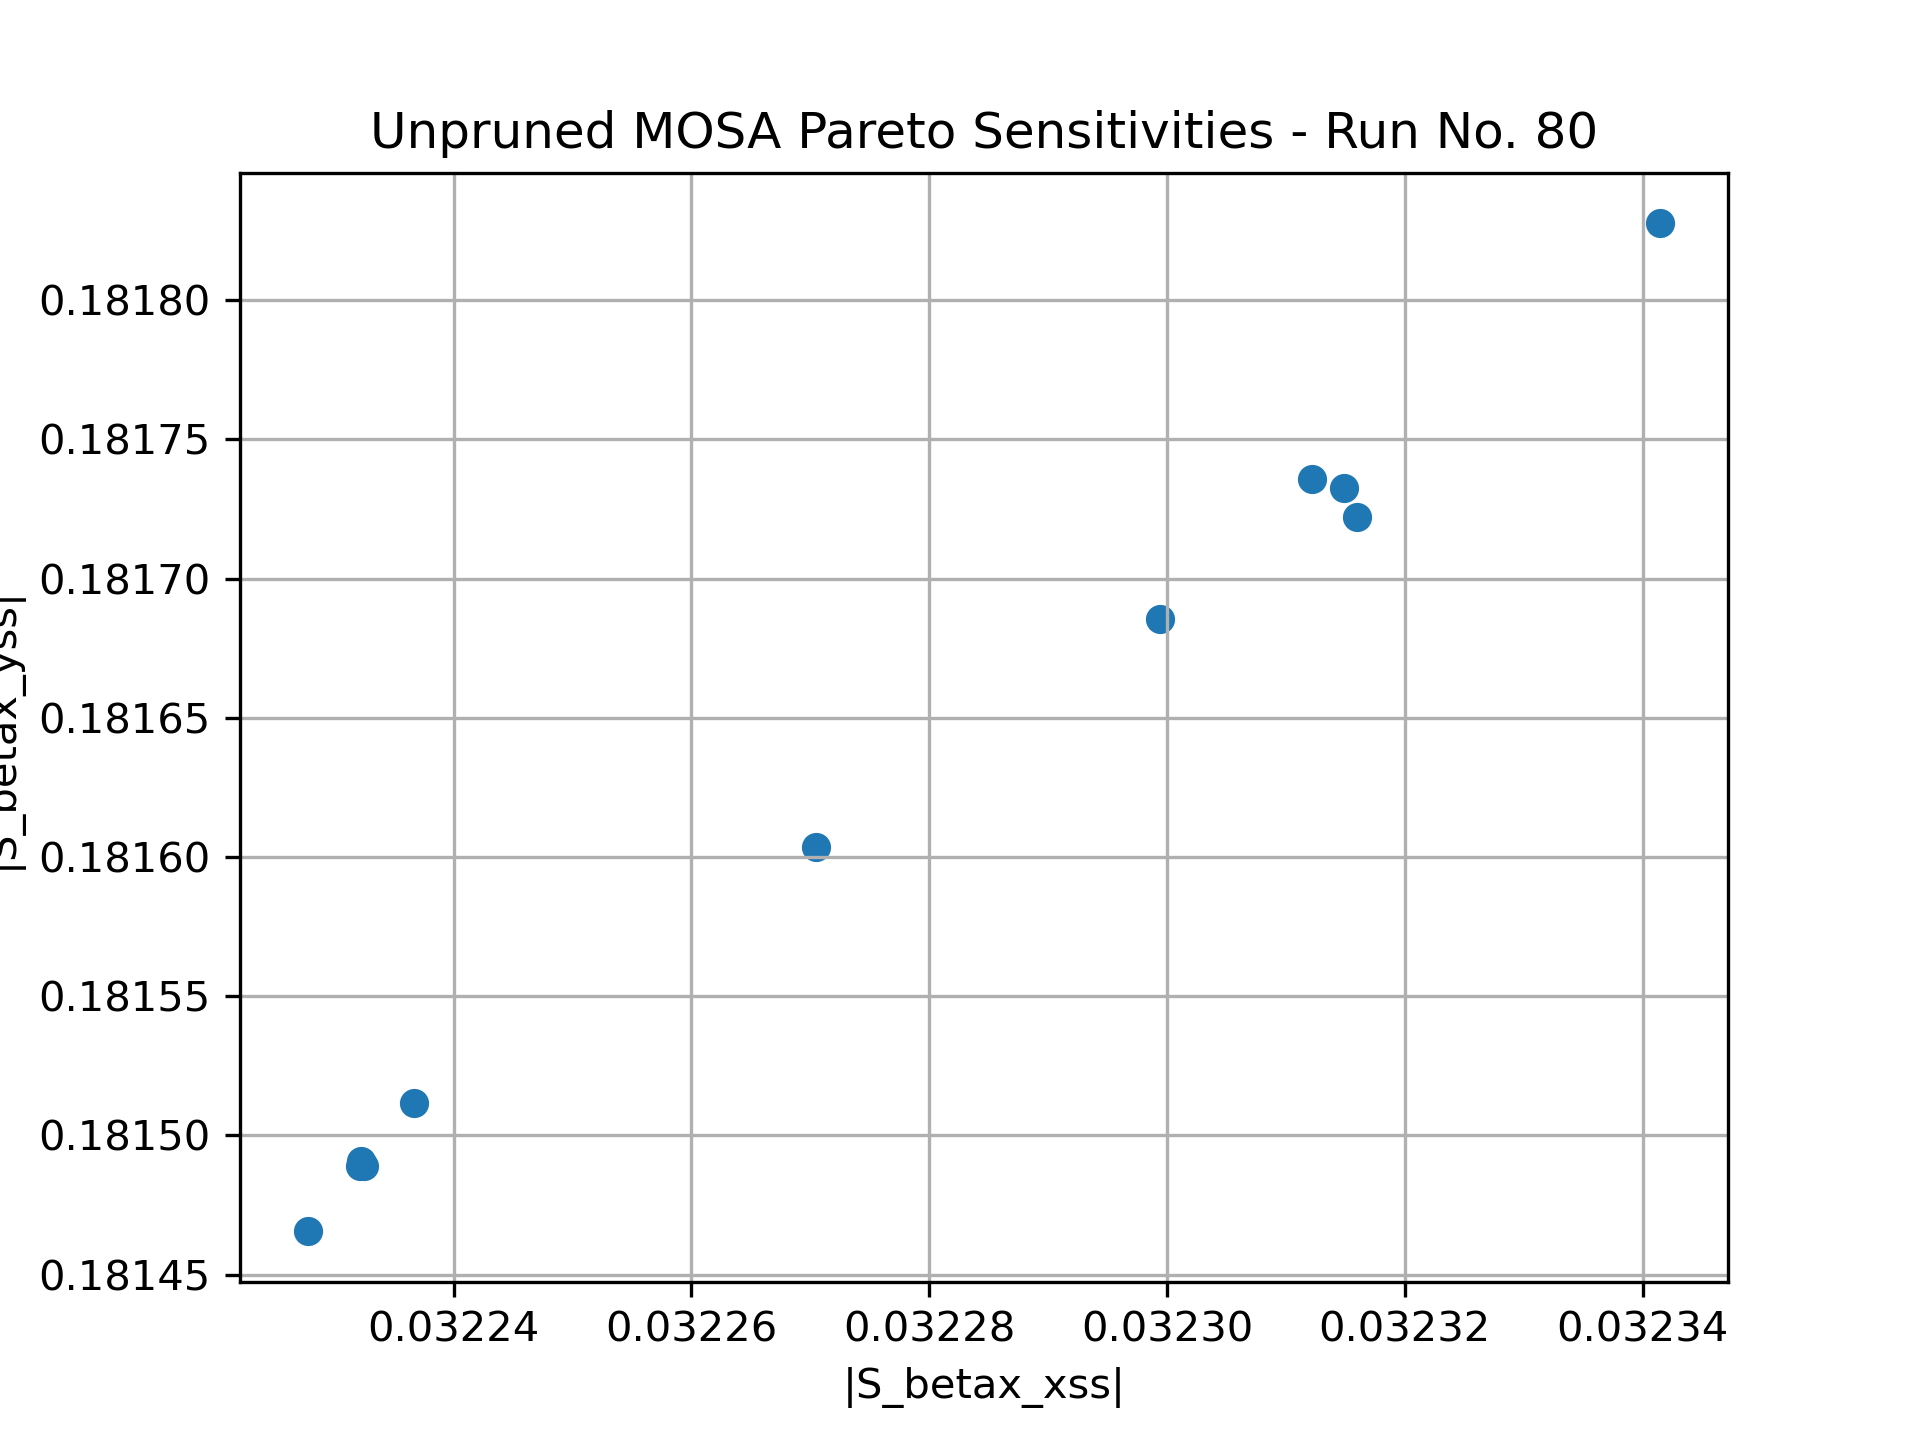 Unpruned MOSA Pareto Sensitivities - Run No. 80
0.18180
0.18175
0.18170
0.18165
0.18160
0.18155
0.18150
0.18145
|S_betax_yss|
0.03224 0.03226 0.03228 0.03230 0.03232 0.03234
|S_betax_xss|